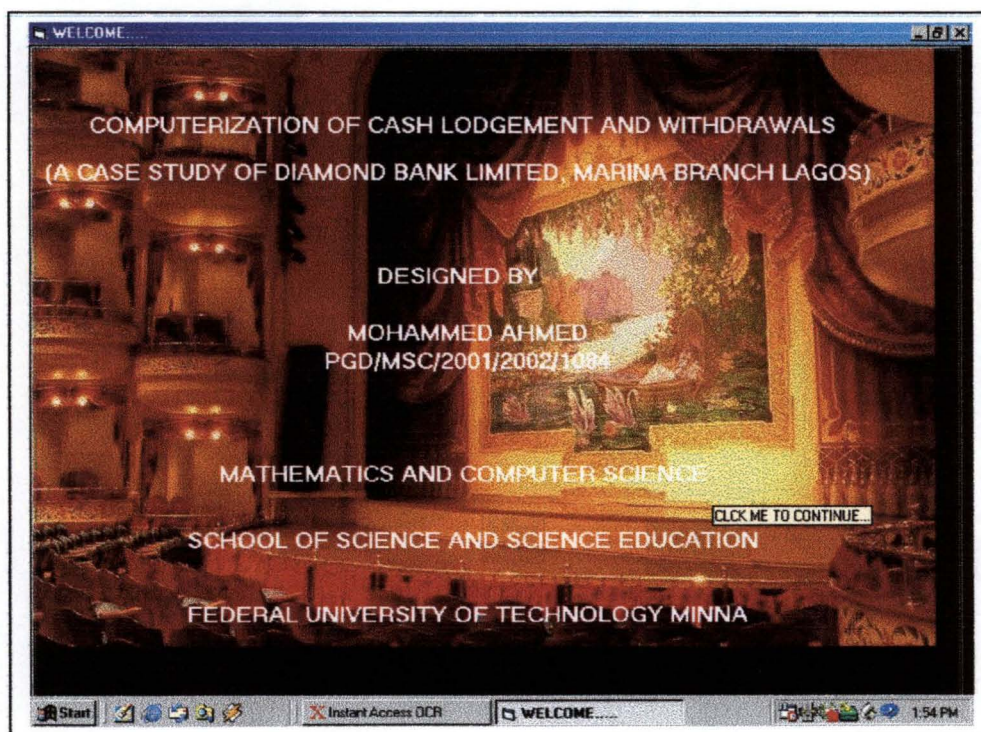 WELCOME.....
COMPUTERIZATION OF CASH LODGEMENT AND WITHDRAWALS
(A CASE STUDY OF DIAMOND BANK LIMITED, MARINA BRANCH LAGOS)
DESIGNED BY
MOHAMMED AHMED
PGD/MSC/2001/2002/1084
MATHEMATICS AND COMPUTER SCIENCE
CLCK ME TO CONTINUE...
SCHOOL OF SCIENCE AND SCIENCE EDUCATION
FEDERAL UNIVERSITY OF TECHNOLOGY MINNA
Start Instant Access OCR WELCOME..... 1:54 PM